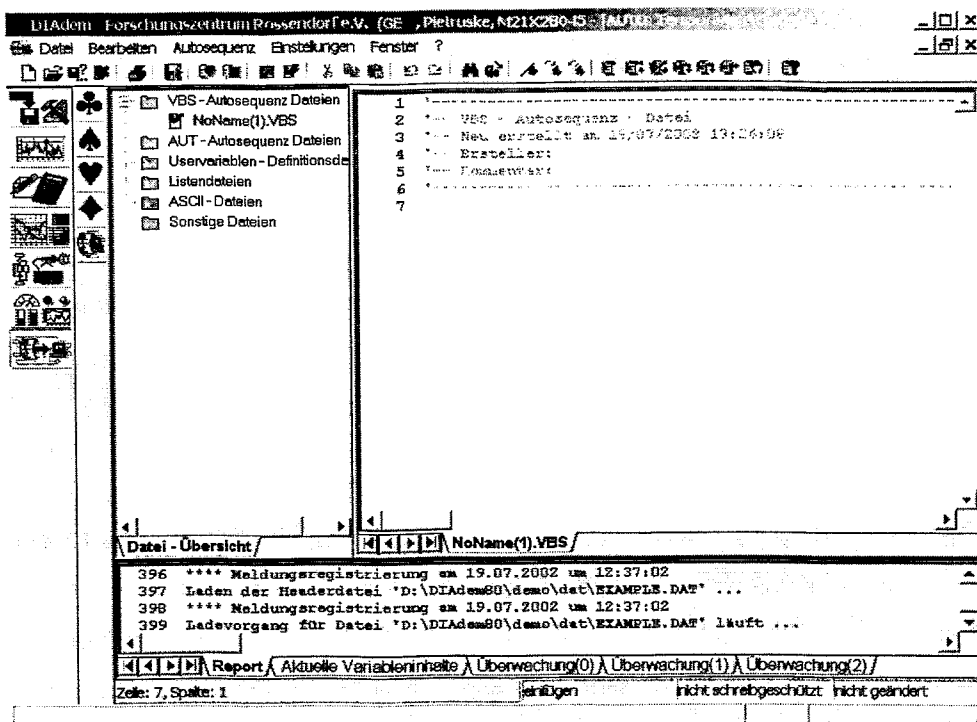 DIAdem Forschungszentrum Rossendorf e.V. (GE , Pietruske, M21X280-15 - [AUTO:
Datei Bearbeiten Autosequenz Einstellungen Fenster ?
VBS - Autosequenz Dateien
NoName(1).VBS
AUT - Autosequenz Dateien
Uservariablen - Definitionsda
Listendateien
ASCII - Dateien
Sonstige Dateien
1 '------------------------------------------------
2 '-- VBS - Autosequenz - Datei
3 '-- Neu erstellt am 19/07/2002
4 '-- Ersteller:
5 '-- Kommentar:
6 '------------------------------------------------
7
Datei - Übersicht
NoName(1).VBS
396 **** Meldungsregistrierung am 19.07.2002 um 12:37:02
397 Laden der Headerdatei 'D:\DIAdem80\demo\dat\EXAMPLE.DAT' ...
398 **** Meldungsregistrierung am 19.07.2002 um 12:37:02
399 Ladevorgang für Datei 'D:\DIAdem80\demo\dat\EXAMPLE.DAT' läuft ...
Report Aktuelle Variableninhalte Überwachung(0) Überwachung(1) Überwachung(2)
Zeile: 7, Spalte: 1 einfügen nicht schreibgeschützt nicht geändert